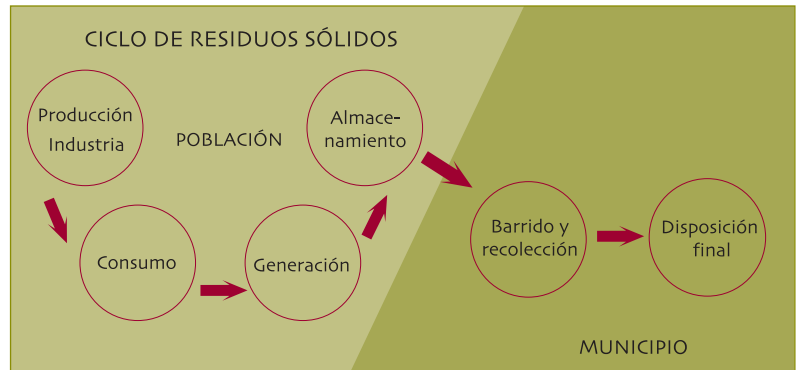 CICLO DE RESIDUOS SÓLIDOS
Producción
Industria
POBLACIÓN
Almace-
namiento
Consumo
Generación
Barrido y
recolección
Disposición
final
MUNICIPIO